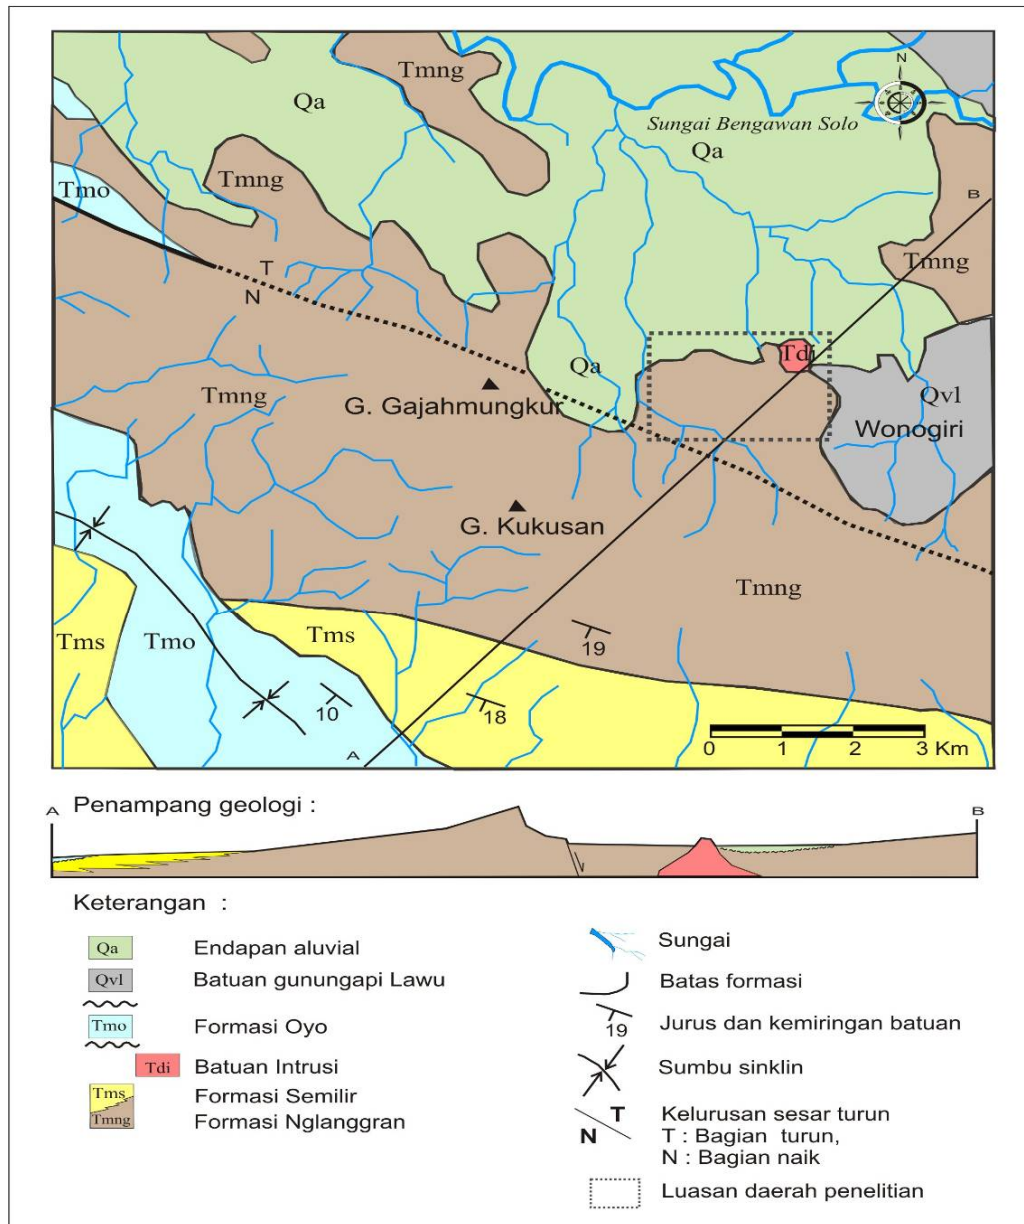 Tmng
N
Qa
Sungai Bengawan Solo
Qa
Tmng
Tmo
B
T
N
Tmng
Tdi
Qa
G. Gajahmungkur
Tmng
Qvl
Wonogiri
G. Kukusan
Tmng
Tms
Tmo
Tms
19
10
18
A
0 1 2 3 Km
Penampang geologi :
A
B
Keterangan :
Qa Endapan aluvial
Qvl Batuan gunungapi Lawu
Tmo Formasi Oyo
Tdi Batuan Intrusi
Tms Formasi Semilir
Tmng Formasi Nglanggran
Sungai
Batas formasi
19 Jurus dan kemiringan batuan
Sumbu sinklin
N T Kelurusan sesar turun
T : Bagian turun,
N : Bagian naik
Luasan daerah penelitian